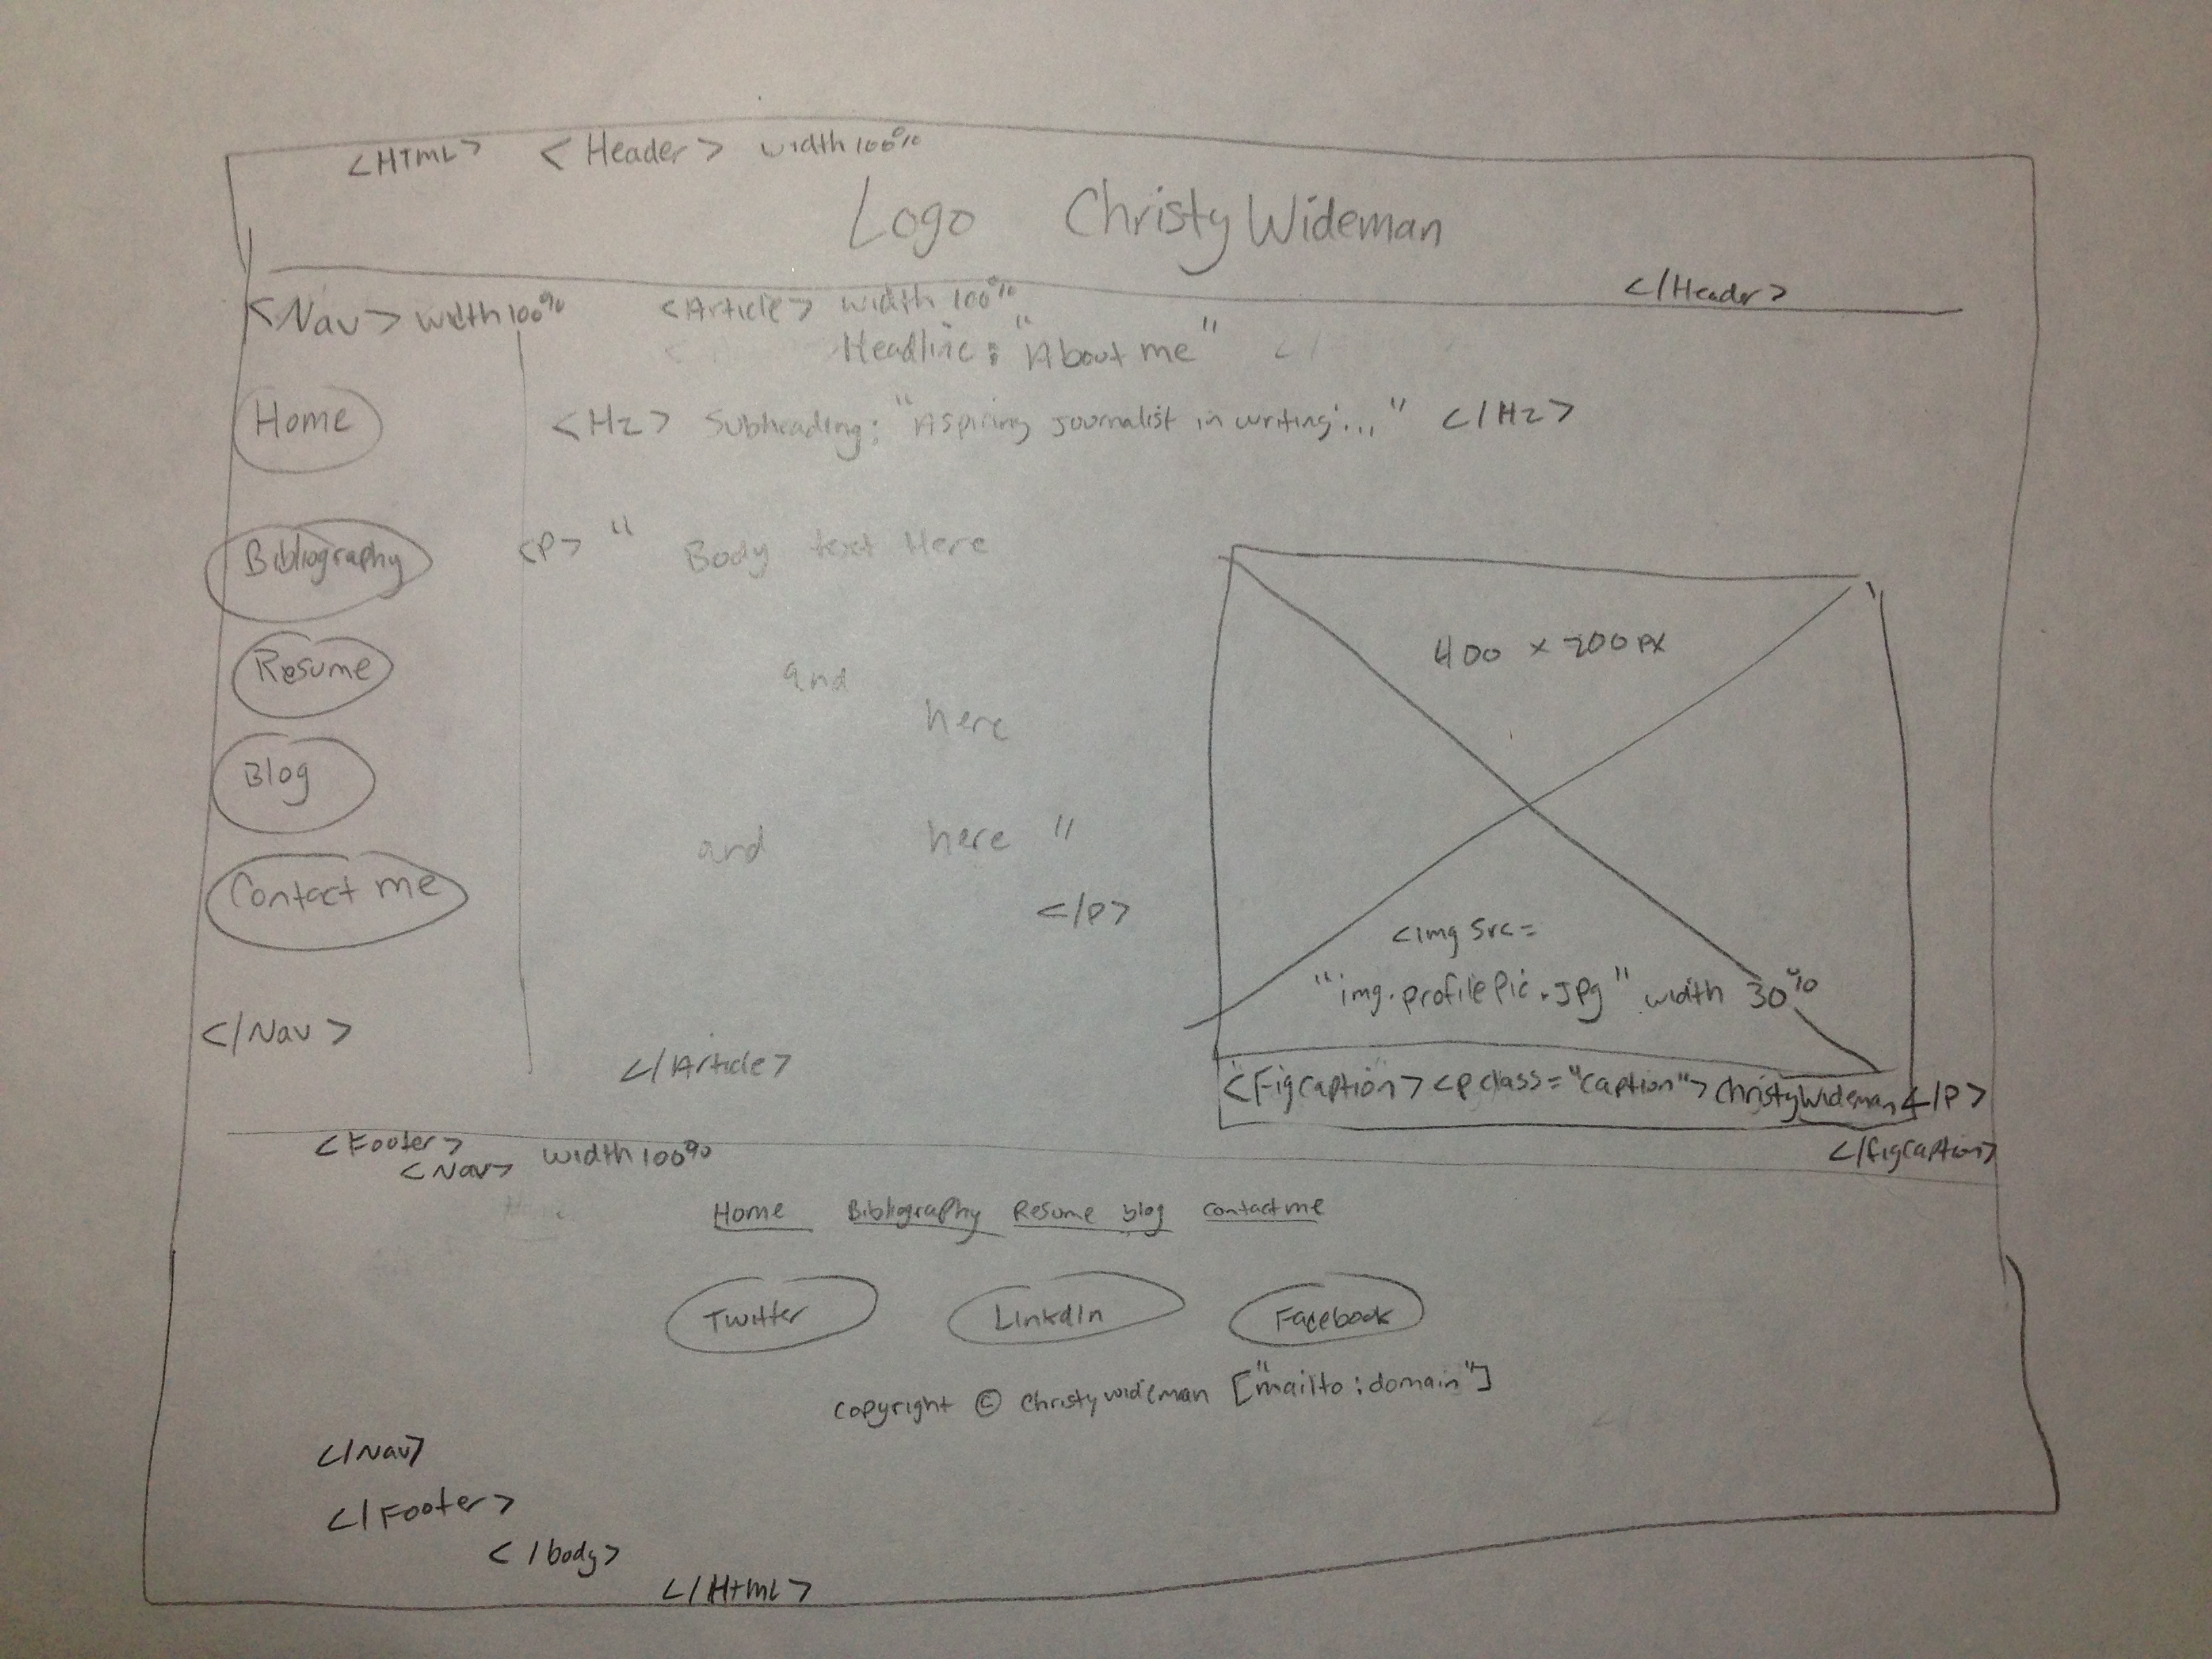 <HTML> <Header> width 100%
Logo Christy Wideman
</Header>
<Nav> width 100% <Article> width 100%
Headline: "About me"
Home <H2> Subheading: "Aspiring journalist in writing..." </H2>
Bibliography <P> " Body text Here
400 x 200 px
Resume and
here
Blog
and here "
Contact me </P>
<img src=
"img.profilePic.Jpg" width 30%
</Nav>
</Article>
<Figcaption> <p class="caption"> Christy Wideman </P>
<Footer> </figcaption>
<Nav> width 100%
Home Bibliography Resume blog contact me
Twitter LinkdIn Facebook
copyright © Christy wideman ["mailto:domain"]
</Nav>
</Footer>
</body>
</HtmL>